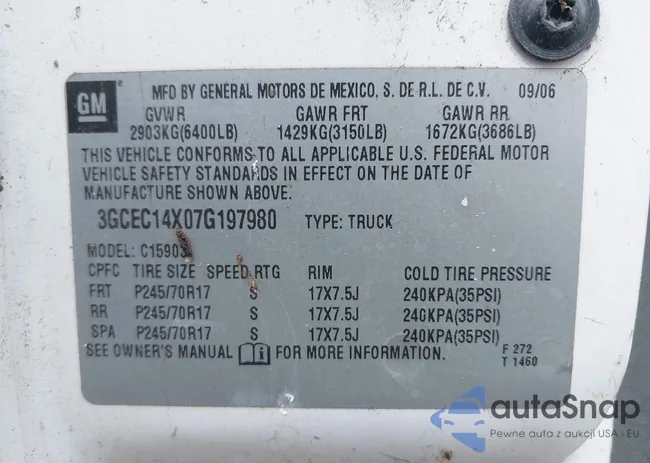 GM
MFD BY GENERAL MOTORS DE MEXICO, S. DE R.L. DE C.V. 09/06
GVWR GAWR FRT GAWR RR
2903KG(6400LB) 1429KG(3150LB) 1672KG(3686LB)
THIS VEHICLE CONFORMS TO ALL APPLICABLE U.S. FEDERAL MOTOR
VEHICLE SAFETY STANDARDS IN EFFECT ON THE DATE OF
MANUFACTURE SHOWN ABOVE.
3GCEC14X07G197980 TYPE: TRUCK
MODEL: C15903
CPFC TIRE SIZE SPEED RTG RIM COLD TIRE PRESSURE
FRT P245/70R17 S 17X7.5J 240KPA(35PSI)
RR P245/70R17 S 17X7.5J 240KPA(35PSI)
SPA P245/70R17 S 17X7.5J 240KPA(35PSI)
SEE OWNER'S MANUAL i FOR MORE INFORMATION.
F 272
T 1460
autaSnap
Pewne auta z aukcji USA i EU